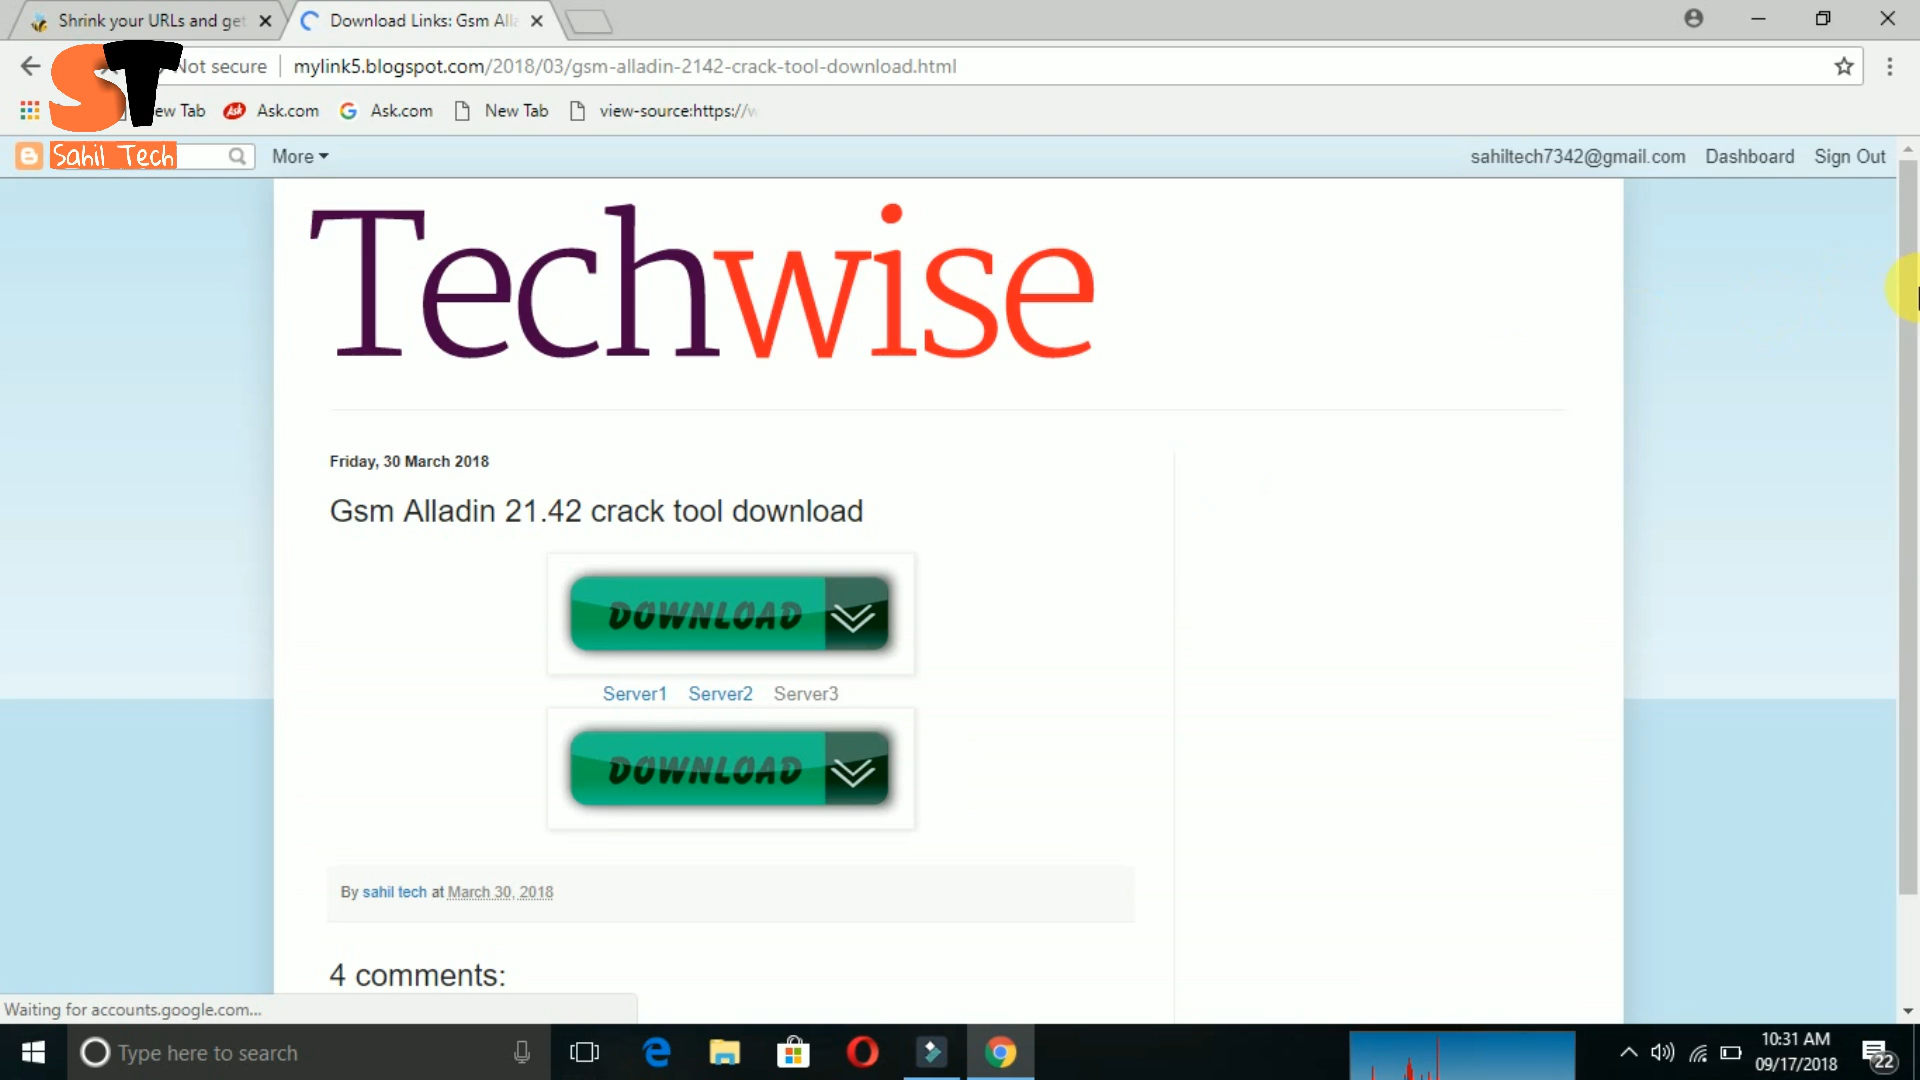 Shrink your URLs and get
Download Links: Gsm Alla
Not secure
mylink5.blogspot.com/2018/03/gsm-alladin-2142-crack-tool-download.html
ST
ew Tab
Ask.com
Ask.com
New Tab
view-source:https://w
Sahil Tech
More
sahiltech7342@gmail.com
Dashboard
Sign Out
Techwise
Friday, 30 March 2018
Gsm Alladin 21.42 crack tool download
DOWNLOAD
Server1 Server2 Server3
DOWNLOAD
By sahil tech at March 30, 2018
4 comments:
Waiting for accounts.google.com...
Type here to search
10:31 AM
09/17/2018
22